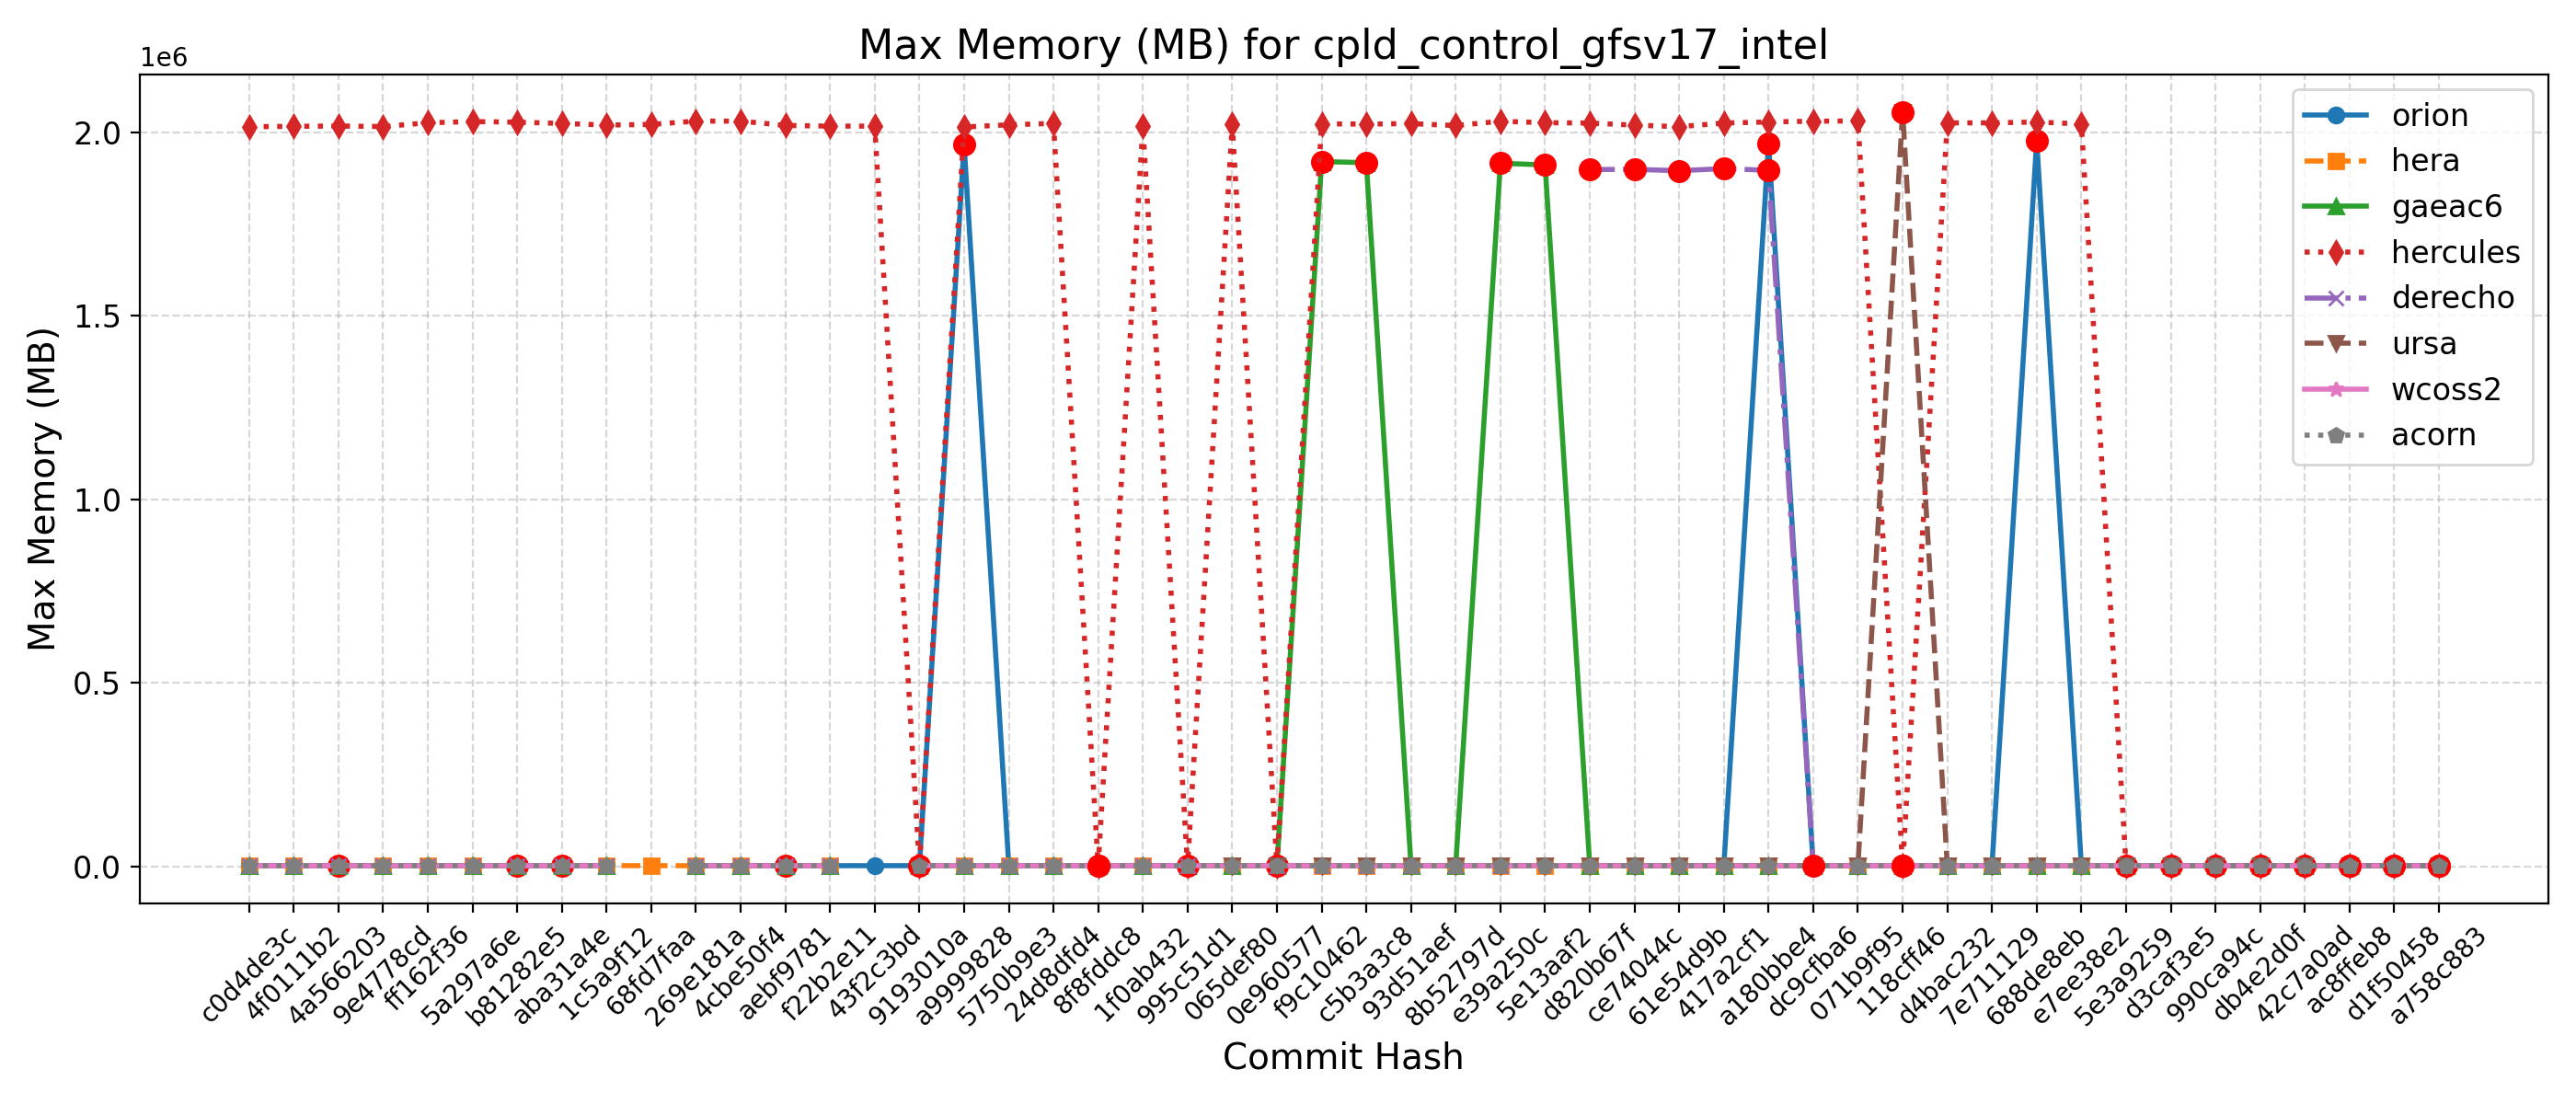 Max Memory (MB) for cpld_control_gfsv17_intel
1e6
2.0
1.5
1.0
0.5
0.0
Max Memory (MB)
orion
hera
gaeac6
hercules
derecho
ursa
wcoss2
acorn
c0d4de3c
4f0111b2
4a566203
9e4778cd
ff162f36
5a297a6e
b81282e5
aba31a4e
1c5a9f12
68fd7faa
269e181a
4cbe50f4
aebf9781
f22b2e11
43f2c3bd
9193010a
a9999828
5750b9e3
24d8dfd4
8f8fddc8
1f0ab432
995c51d1
065def80
0e960577
f9c10462
c5b3a3c8
93d51aef
8b52797d
e39a250c
5e13aaf2
d820b67f
ce74044c
61e54d9b
417a2cf1
a180bbe4
dc9cfba6
071b9f95
118cff46
d4bac232
7e711129
688de8eb
e7ee38e2
5e3a9259
d3caf3e5
990ca94c
db4e2d0f
42c7a0ad
ac8ffeb8
d1f50458
a758c883
Commit Hash